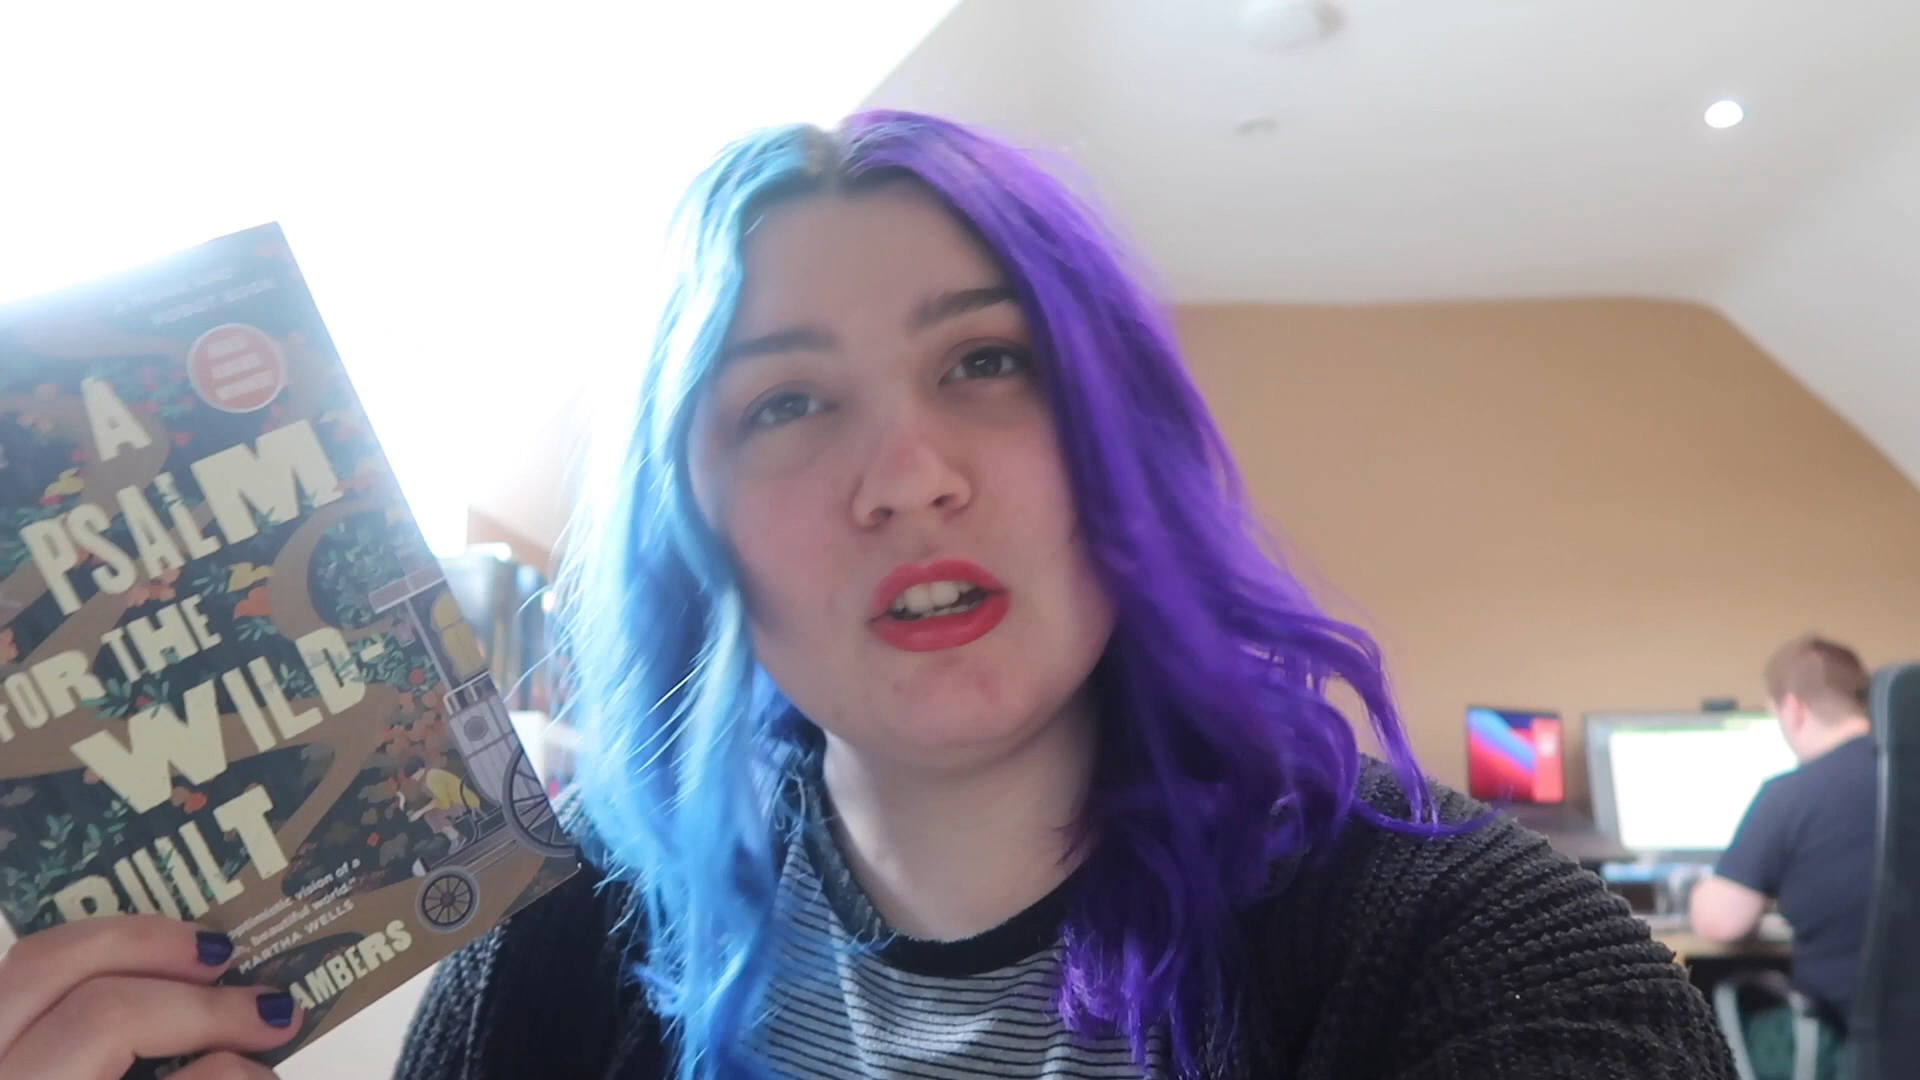 A
PSALM
FOR THE
WILD-
BUILT
optimistic vision of a
beautiful world."
MARTHA WELLS
AMBERS